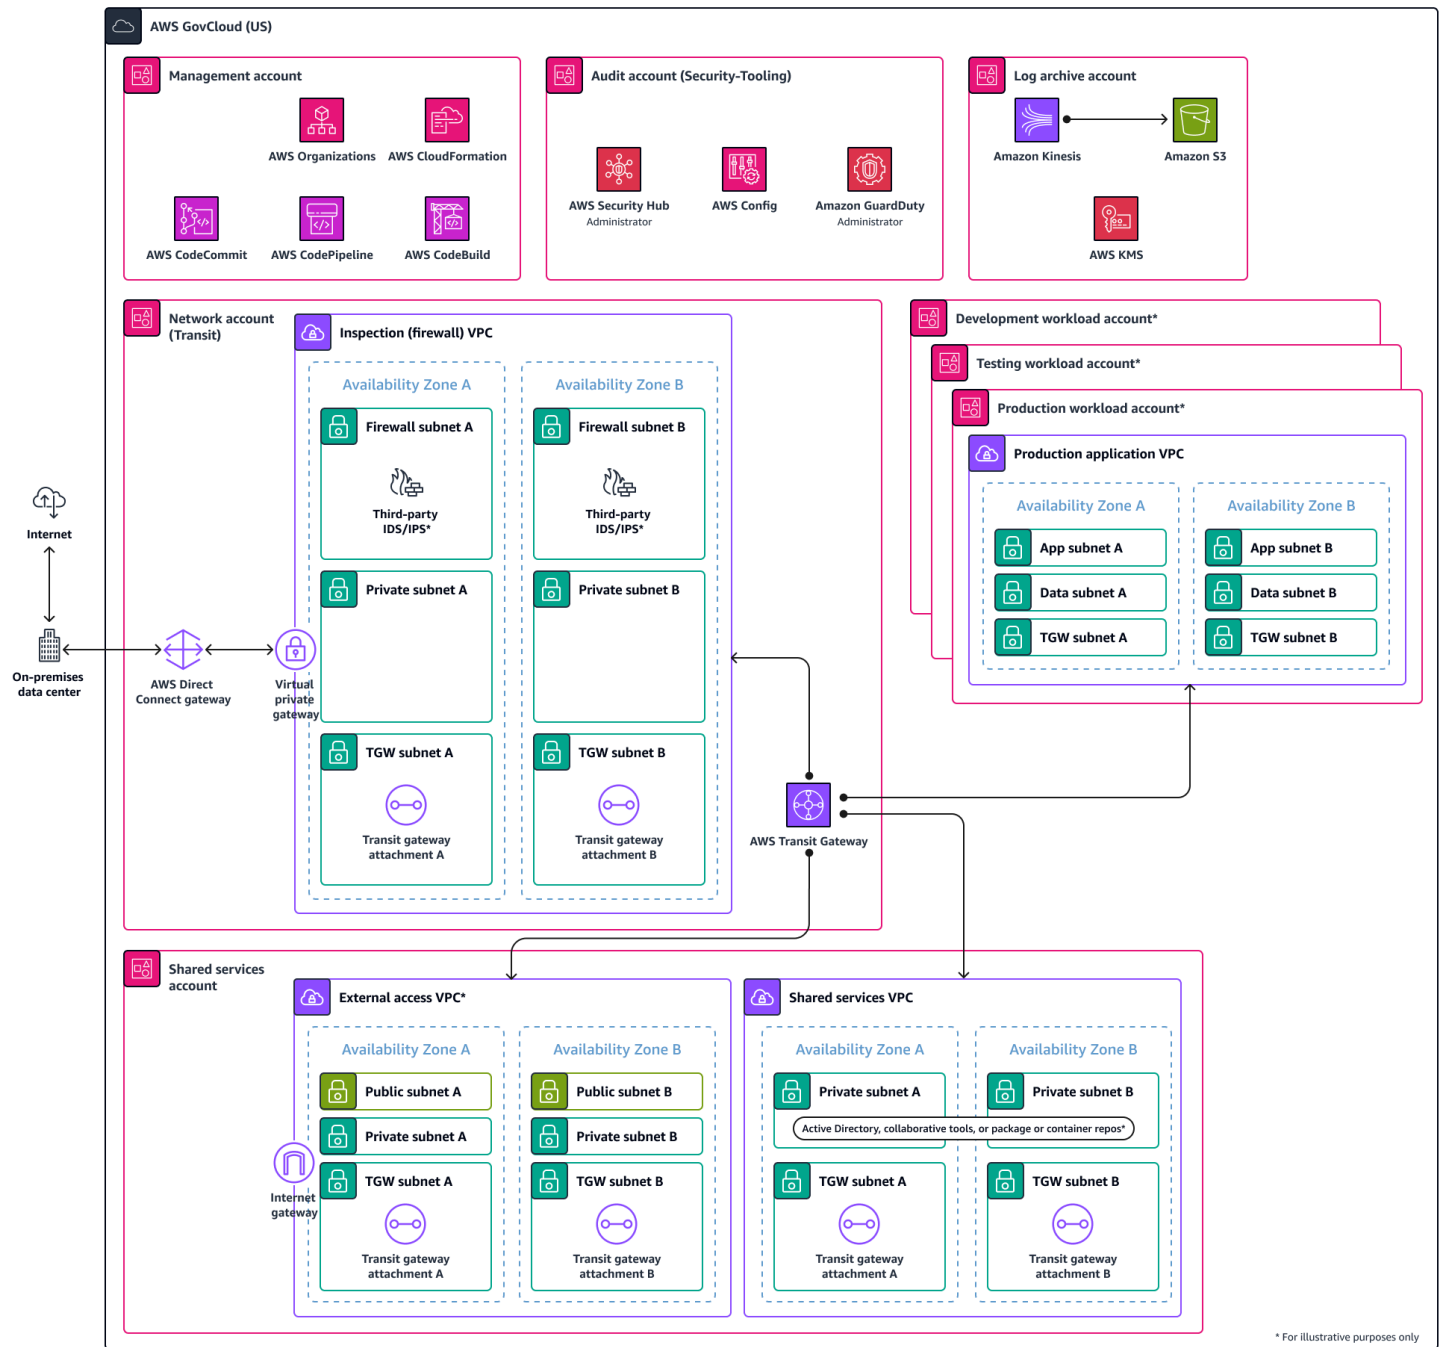 AWS GovCloud (US)
Management account
AWS Organizations
AWS CloudFormation
AWS CodeCommit
AWS CodePipeline
AWS CodeBuild
Audit account (Security-Tooling)
AWS Security Hub
Administrator
AWS Config
Amazon GuardDuty
Administrator
Log archive account
Amazon Kinesis
Amazon S3
AWS KMS
Network account
(Transit)
Inspection (firewall) VPC
Availability Zone A
Firewall subnet A
Third-party
IDS/IPS*
Private subnet A
TGW subnet A
Transit gateway
attachment A
Availability Zone B
Firewall subnet B
Third-party
IDS/IPS*
Private subnet B
TGW subnet B
Transit gateway
attachment B
Internet
On-premises
data center
AWS Direct
Connect gateway
Virtual
private
gateway
AWS Transit Gateway
Development workload account*
Testing workload account*
Production workload account*
Production application VPC
Availability Zone A
App subnet A
Data subnet A
TGW subnet A
Availability Zone B
App subnet B
Data subnet B
TGW subnet B
Shared services
account
External access VPC*
Availability Zone A
Public subnet A
Private subnet A
TGW subnet A
Transit gateway
attachment A
Availability Zone B
Public subnet B
Private subnet B
TGW subnet B
Transit gateway
attachment B
Internet
gateway
Shared services VPC
Availability Zone A
Private subnet A
Availability Zone B
Private subnet B
Active Directory, collaborative tools, or package or container repos*
TGW subnet A
Transit gateway
attachment A
TGW subnet B
Transit gateway
attachment B
* For illustrative purposes only